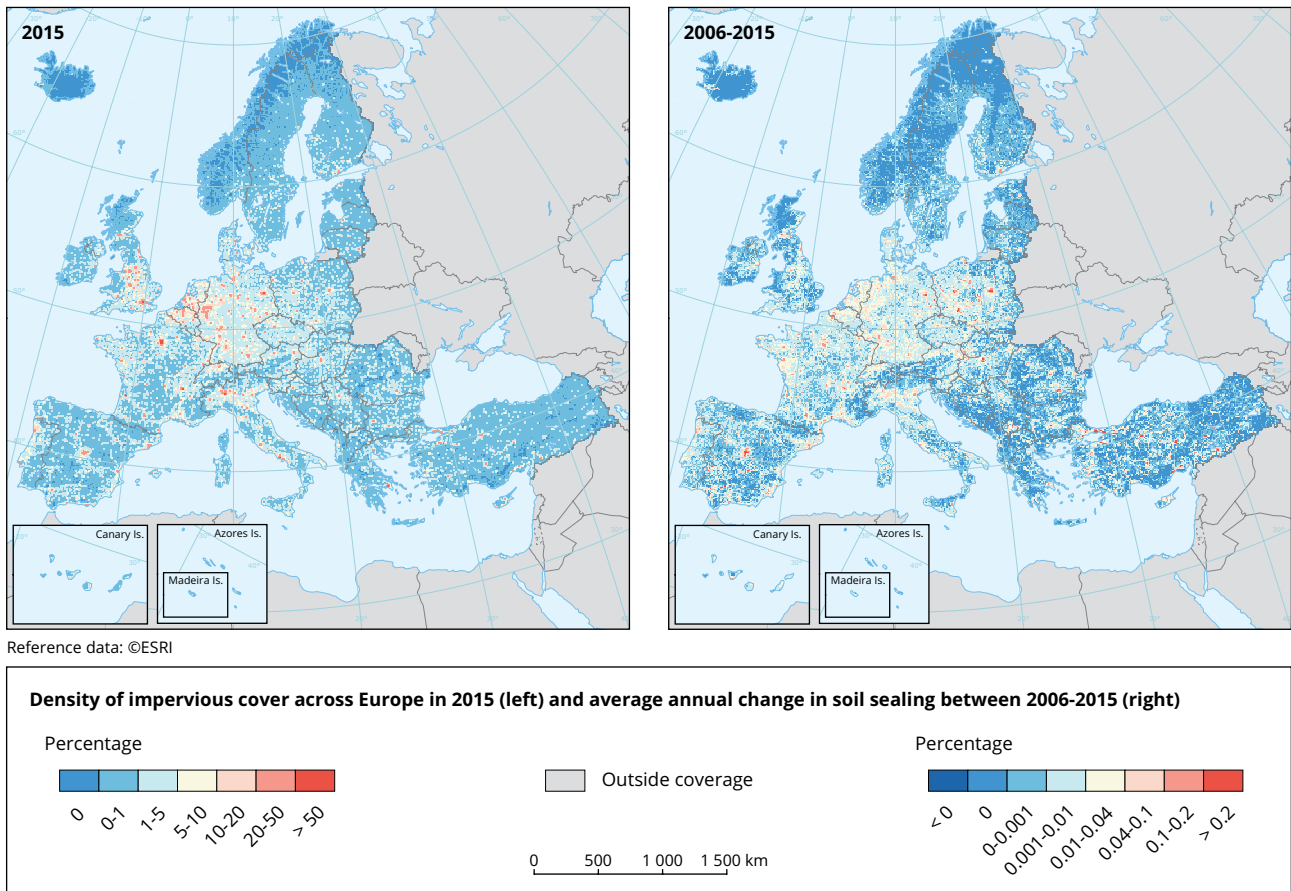 2015
Canary Is.
Azores Is.
Madeira Is.
2006-2015
Canary Is.
Azores Is.
Madeira Is.
Reference data: ©ESRI
Density of impervious cover across Europe in 2015 (left) and average annual change in soil sealing between 2006-2015 (right)
Percentage
0
0-1
1-5
5-10
10-20
20-50
> 50
Outside coverage
0 500 1 000 1 500 km
Percentage
< 0
0
0-0.001
0.001-0.01
0.01-0.04
0.04-0.1
0.1-0.2
> 0.2